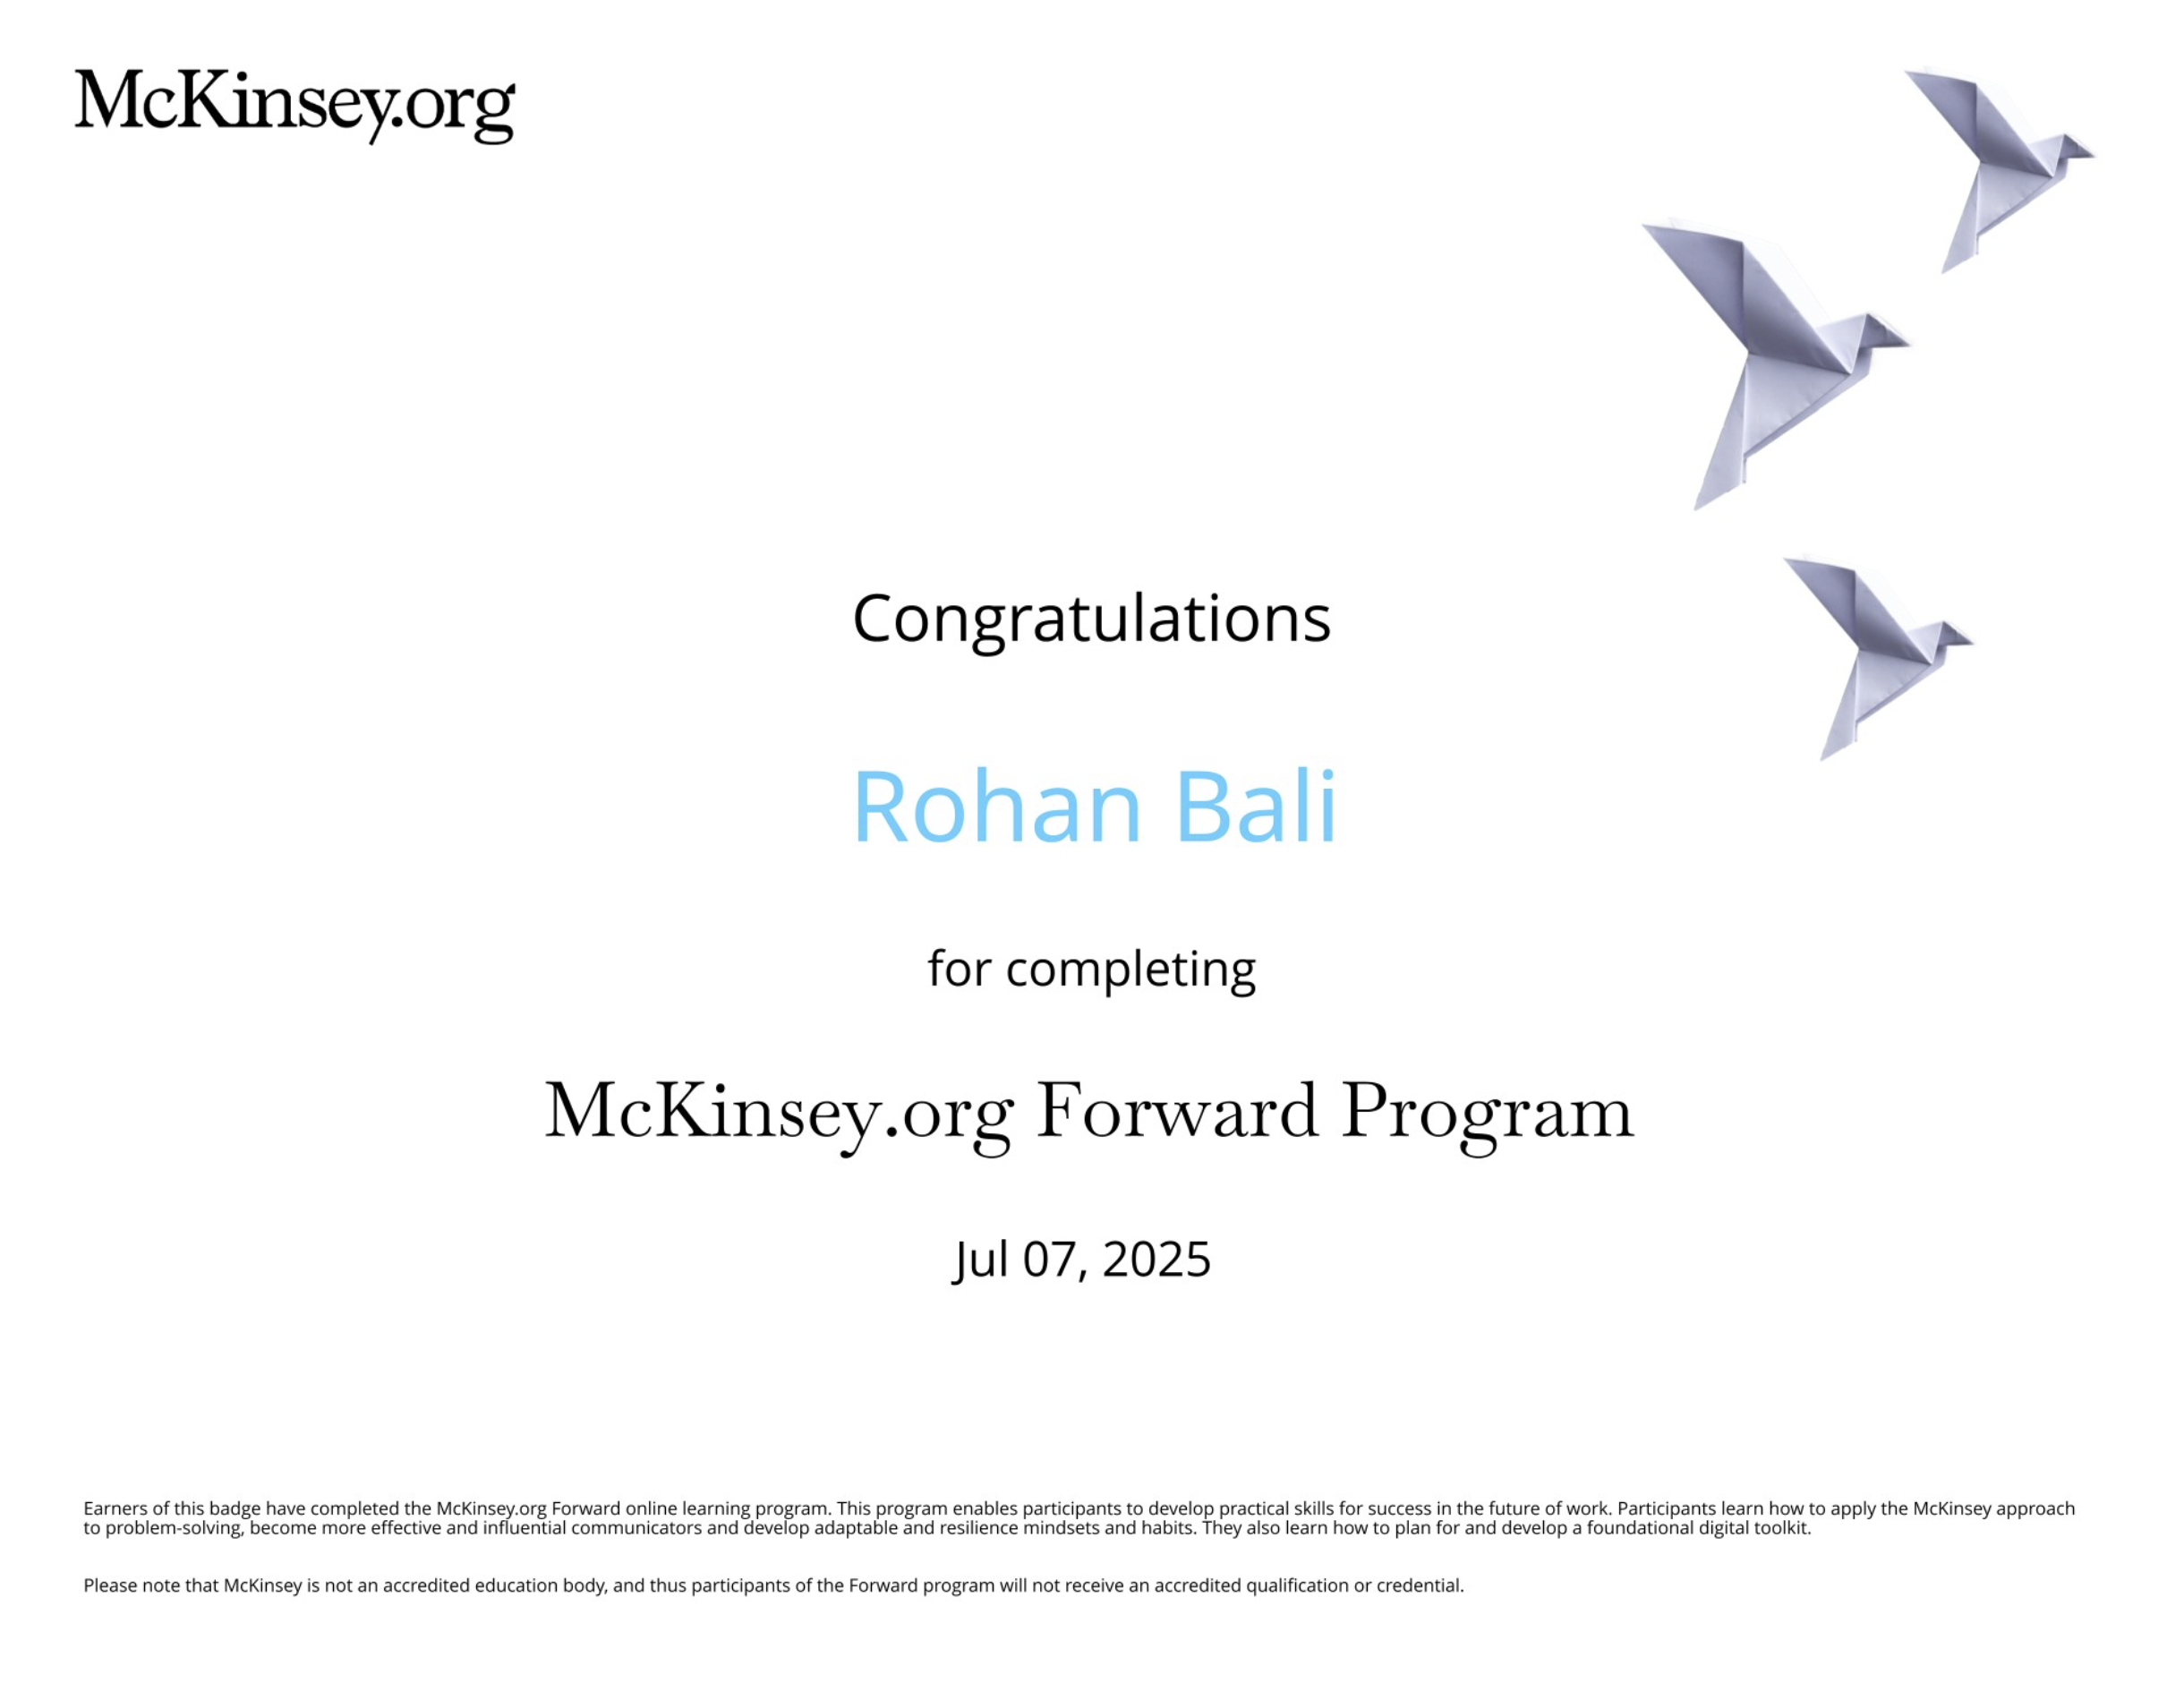 McKinsey.org
Congratulations
Rohan Bali
for completing
McKinsey.org Forward Program
Jul 07, 2025
Earners of this badge have completed the McKinsey.org Forward online learning program. This program enables participants to develop practical skills for success in the future of work. Participants learn how to apply the McKinsey approach
to problem-solving, become more effective and influential communicators and develop adaptable and resilience mindsets and habits. They also learn how to plan for and develop a foundational digital toolkit.
Please note that McKinsey is not an accredited education body, and thus participants of the Forward program will not receive an accredited qualification or credential.